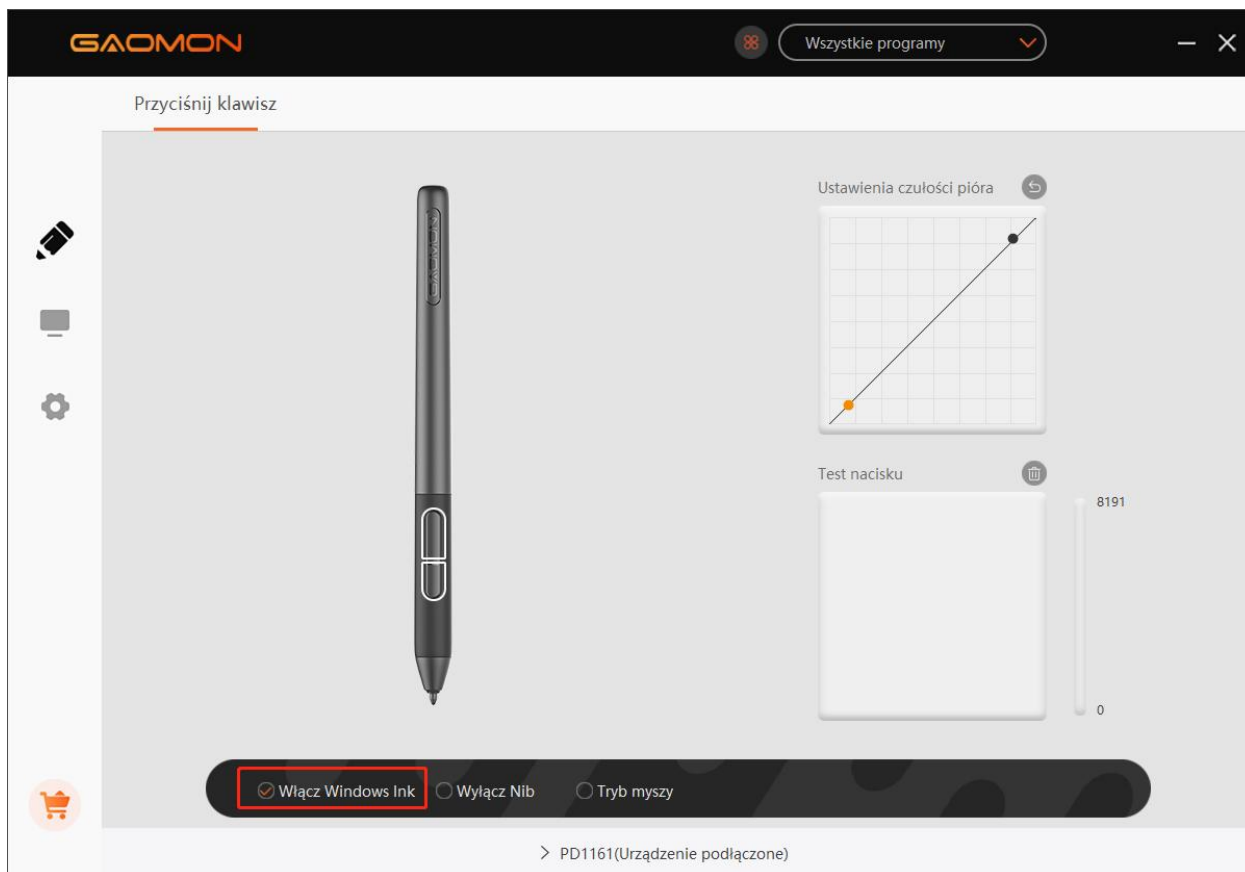 GAOMON
Wszystkie programy
Przyciśnij klawisz
GAOMON
Ustawienia czułości pióra
Test nacisku
8191
0
Włącz Windows Ink
Wyłącz Nib
Tryb myszy
PD1161(Urządzenie podłączone)